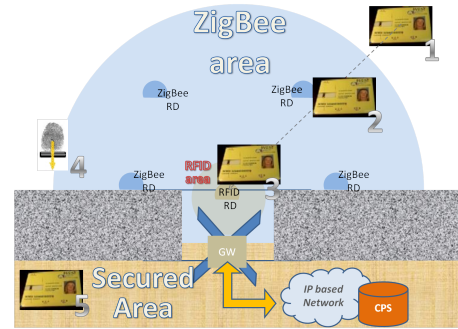 ZigBee
area
1
ZigBee
RD
ZigBee
RD
2
4
RFID
area
ZigBee
RD
3
RFID
RD
ZigBee
RD
GW
Secured
Area
5
IP based
Network
CPS